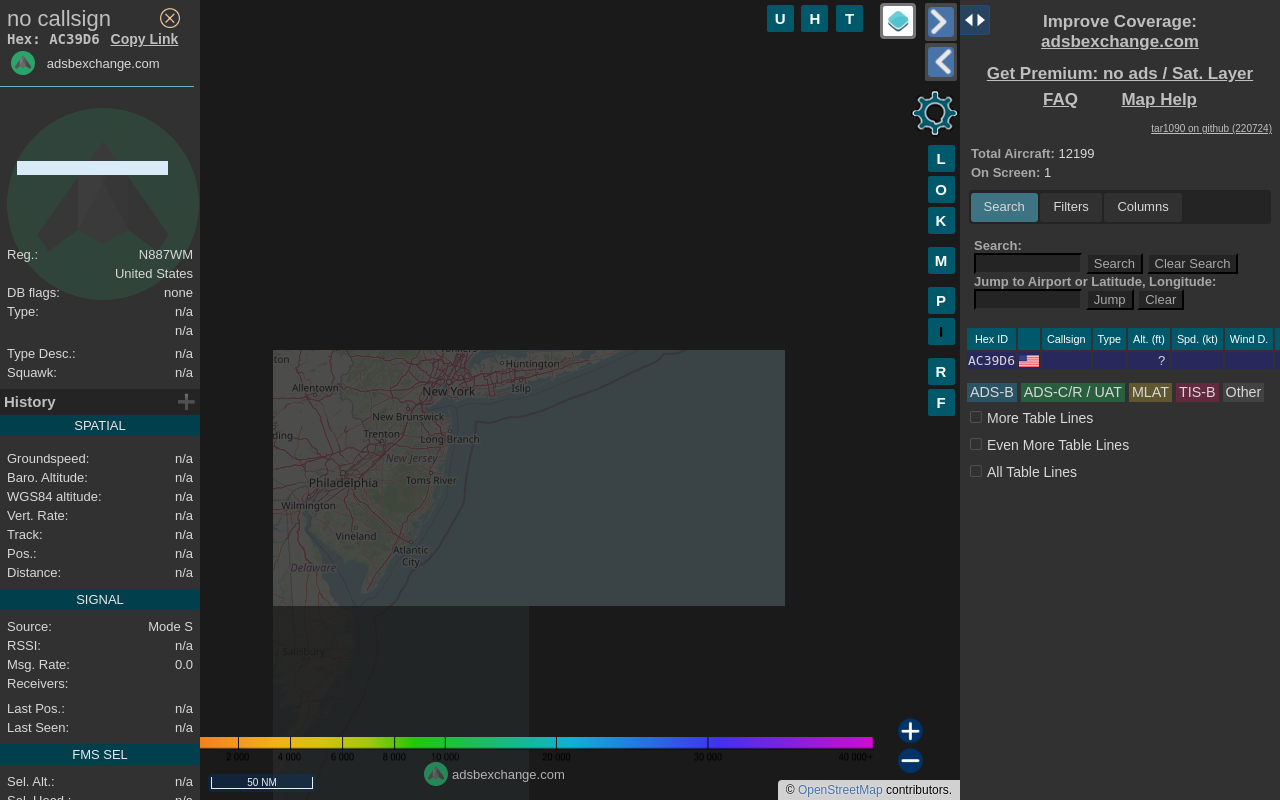 no callsign
Hex: AC39D6 Copy Link
adsbexchange.com
Reg.: N887WM
United States
DB flags: none
Type: n/a
n/a
Type Desc.: n/a
Squawk: n/a
History
SPATIAL
Groundspeed: n/a
Baro. Altitude: n/a
WGS84 altitude: n/a
Vert. Rate: n/a
Track: n/a
Pos.: n/a
Distance: n/a
SIGNAL
Source: Mode S
RSSI: n/a
Msg. Rate: 0.0
Receivers:
Last Pos.: n/a
Last Seen: n/a
FMS SEL
Sel. Alt.: n/a
Sel. Head.: n/a
U H T
L
O
K
M
P
I
R
F
Huntington
Allentown
New York
Islip
New Brunswick
Trenton
Long Branch
New Jersey
Philadelphia
Toms River
Wilmington
Vineland
Atlantic
City
Delaware
Salisbury
2 000 4 000 6 000 8 000 10 000 20 000 30 000 40 000+
50 NM
adsbexchange.com
© OpenStreetMap contributors.
Improve Coverage:
adsbexchange.com
Get Premium: no ads / Sat. Layer
FAQ Map Help
tar1090 on github (220724)
Total Aircraft: 12199
On Screen: 1
Search Filters Columns
Search:
Search Clear Search
Jump to Airport or Latitude, Longitude:
Jump Clear
Hex ID Callsign Type Alt. (ft) Spd. (kt) Wind D.
AC39D6 ?
ADS-B ADS-C/R / UAT MLAT TIS-B Other
More Table Lines
Even More Table Lines
All Table Lines